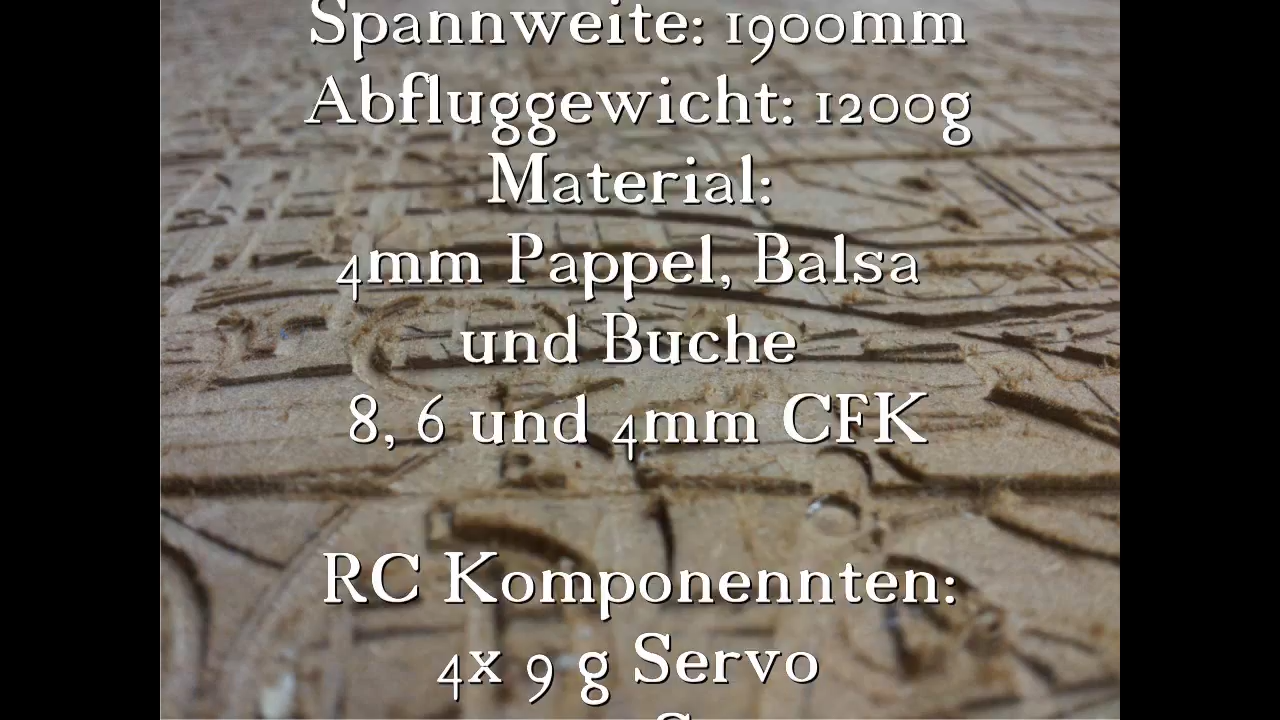 Spannweite: 1900mm
Abfluggewicht: 1200g
Material:
4mm Pappel, Balsa
und Buche
8, 6 und 4mm CFK
RC Komponennten:
4x 9 g Servo